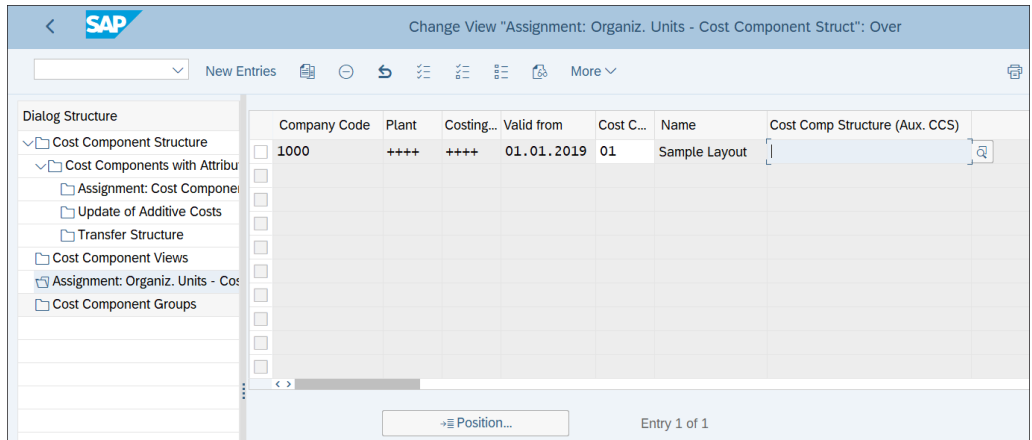 SAP Change View "Assignment: Organiz. Units - Cost Component Struct": Over
New Entries More
Dialog Structure
Cost Component Structure
Cost Components with Attribu
Assignment: Cost Componer
Update of Additive Costs
Transfer Structure
Cost Component Views
Assignment: Organiz. Units - Cos
Cost Component Groups
Company Code Plant Costing... Valid from Cost C... Name Cost Comp Structure (Aux. CCS)
1000 ++++ ++++ 01.01.2019 01 Sample Layout
Position... Entry 1 of 1